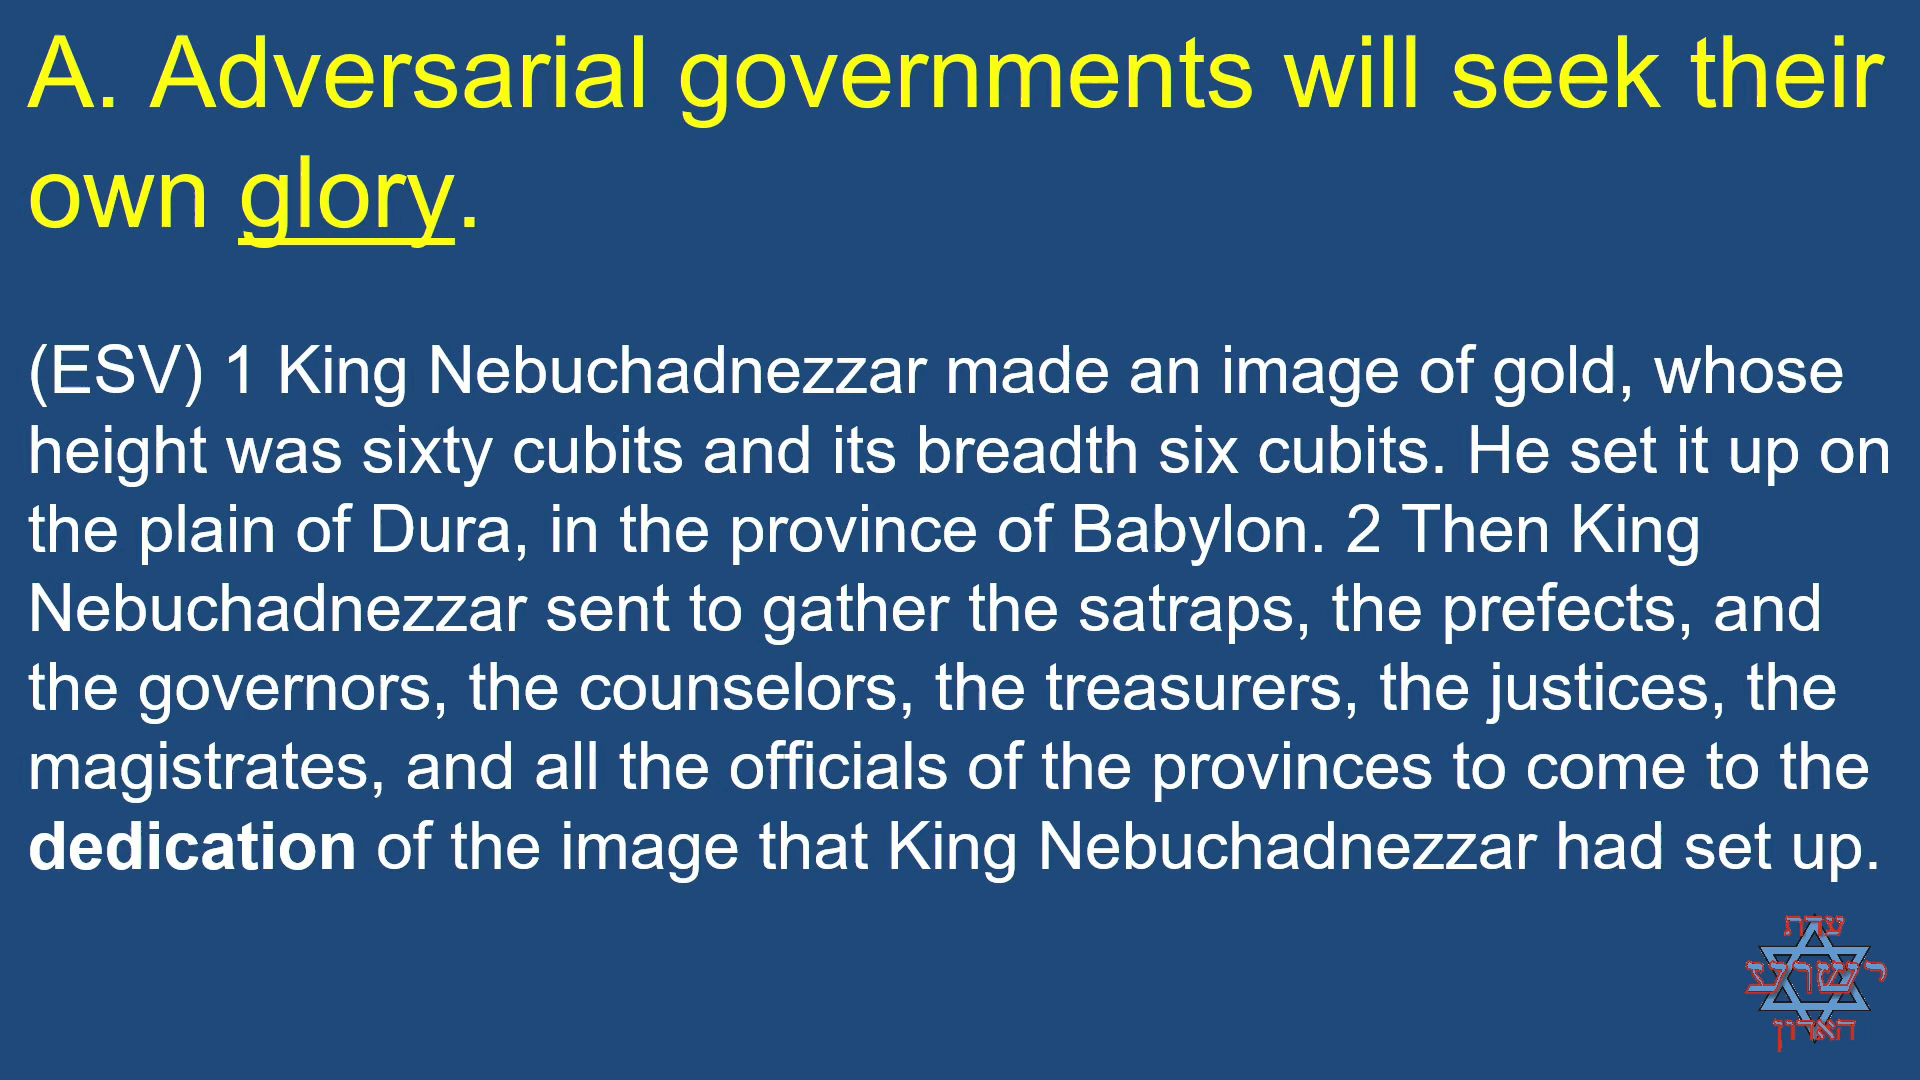 A. Adversarial governments will seek their
own glory.
(ESV) 1 King Nebuchadnezzar made an image of gold, whose
height was sixty cubits and its breadth six cubits. He set it up on
the plain of Dura, in the province of Babylon. 2 Then King
Nebuchadnezzar sent to gather the satraps, the prefects, and
the governors, the counselors, the treasurers, the justices, the
magistrates, and all the officials of the provinces to come to the
dedication of the image that King Nebuchadnezzar had set up.
עדת
האדון